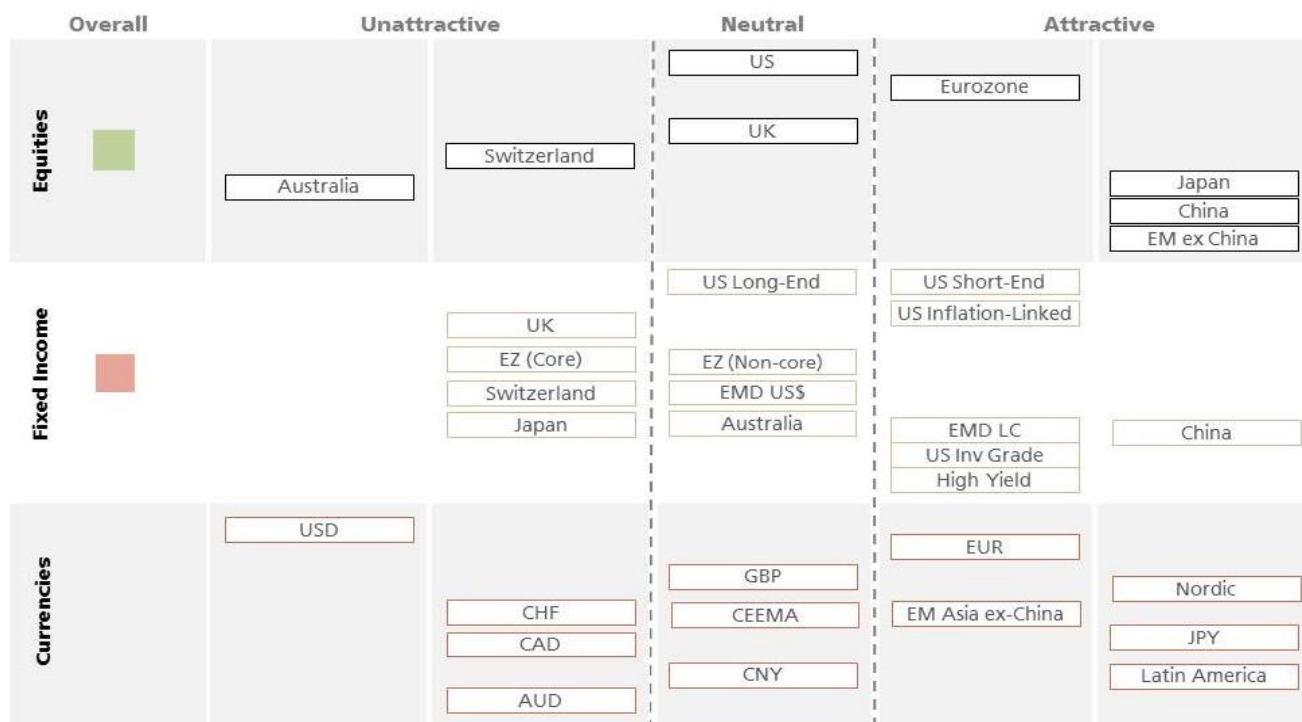 Overall
Unattractive
Neutral
Attractive
Equities
US
Eurozone
UK
Switzerland
Australia
Japan
China
EM ex China
Fixed Income
US Long-End
US Short-End
US Inflation-Linked
UK
EZ (Core)
EZ (Non-core)
Switzerland
EMD US$
Japan
Australia
EMD LC
China
US Inv Grade
High Yield
Currencies
USD
EUR
GBP
Nordic
CHF
CEEMA
EM Asia ex-China
CAD
JPY
CNY
Latin America
AUD